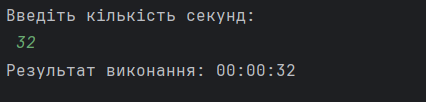 Введіть кількість секунд:
32
Результат виконання: 00:00:32